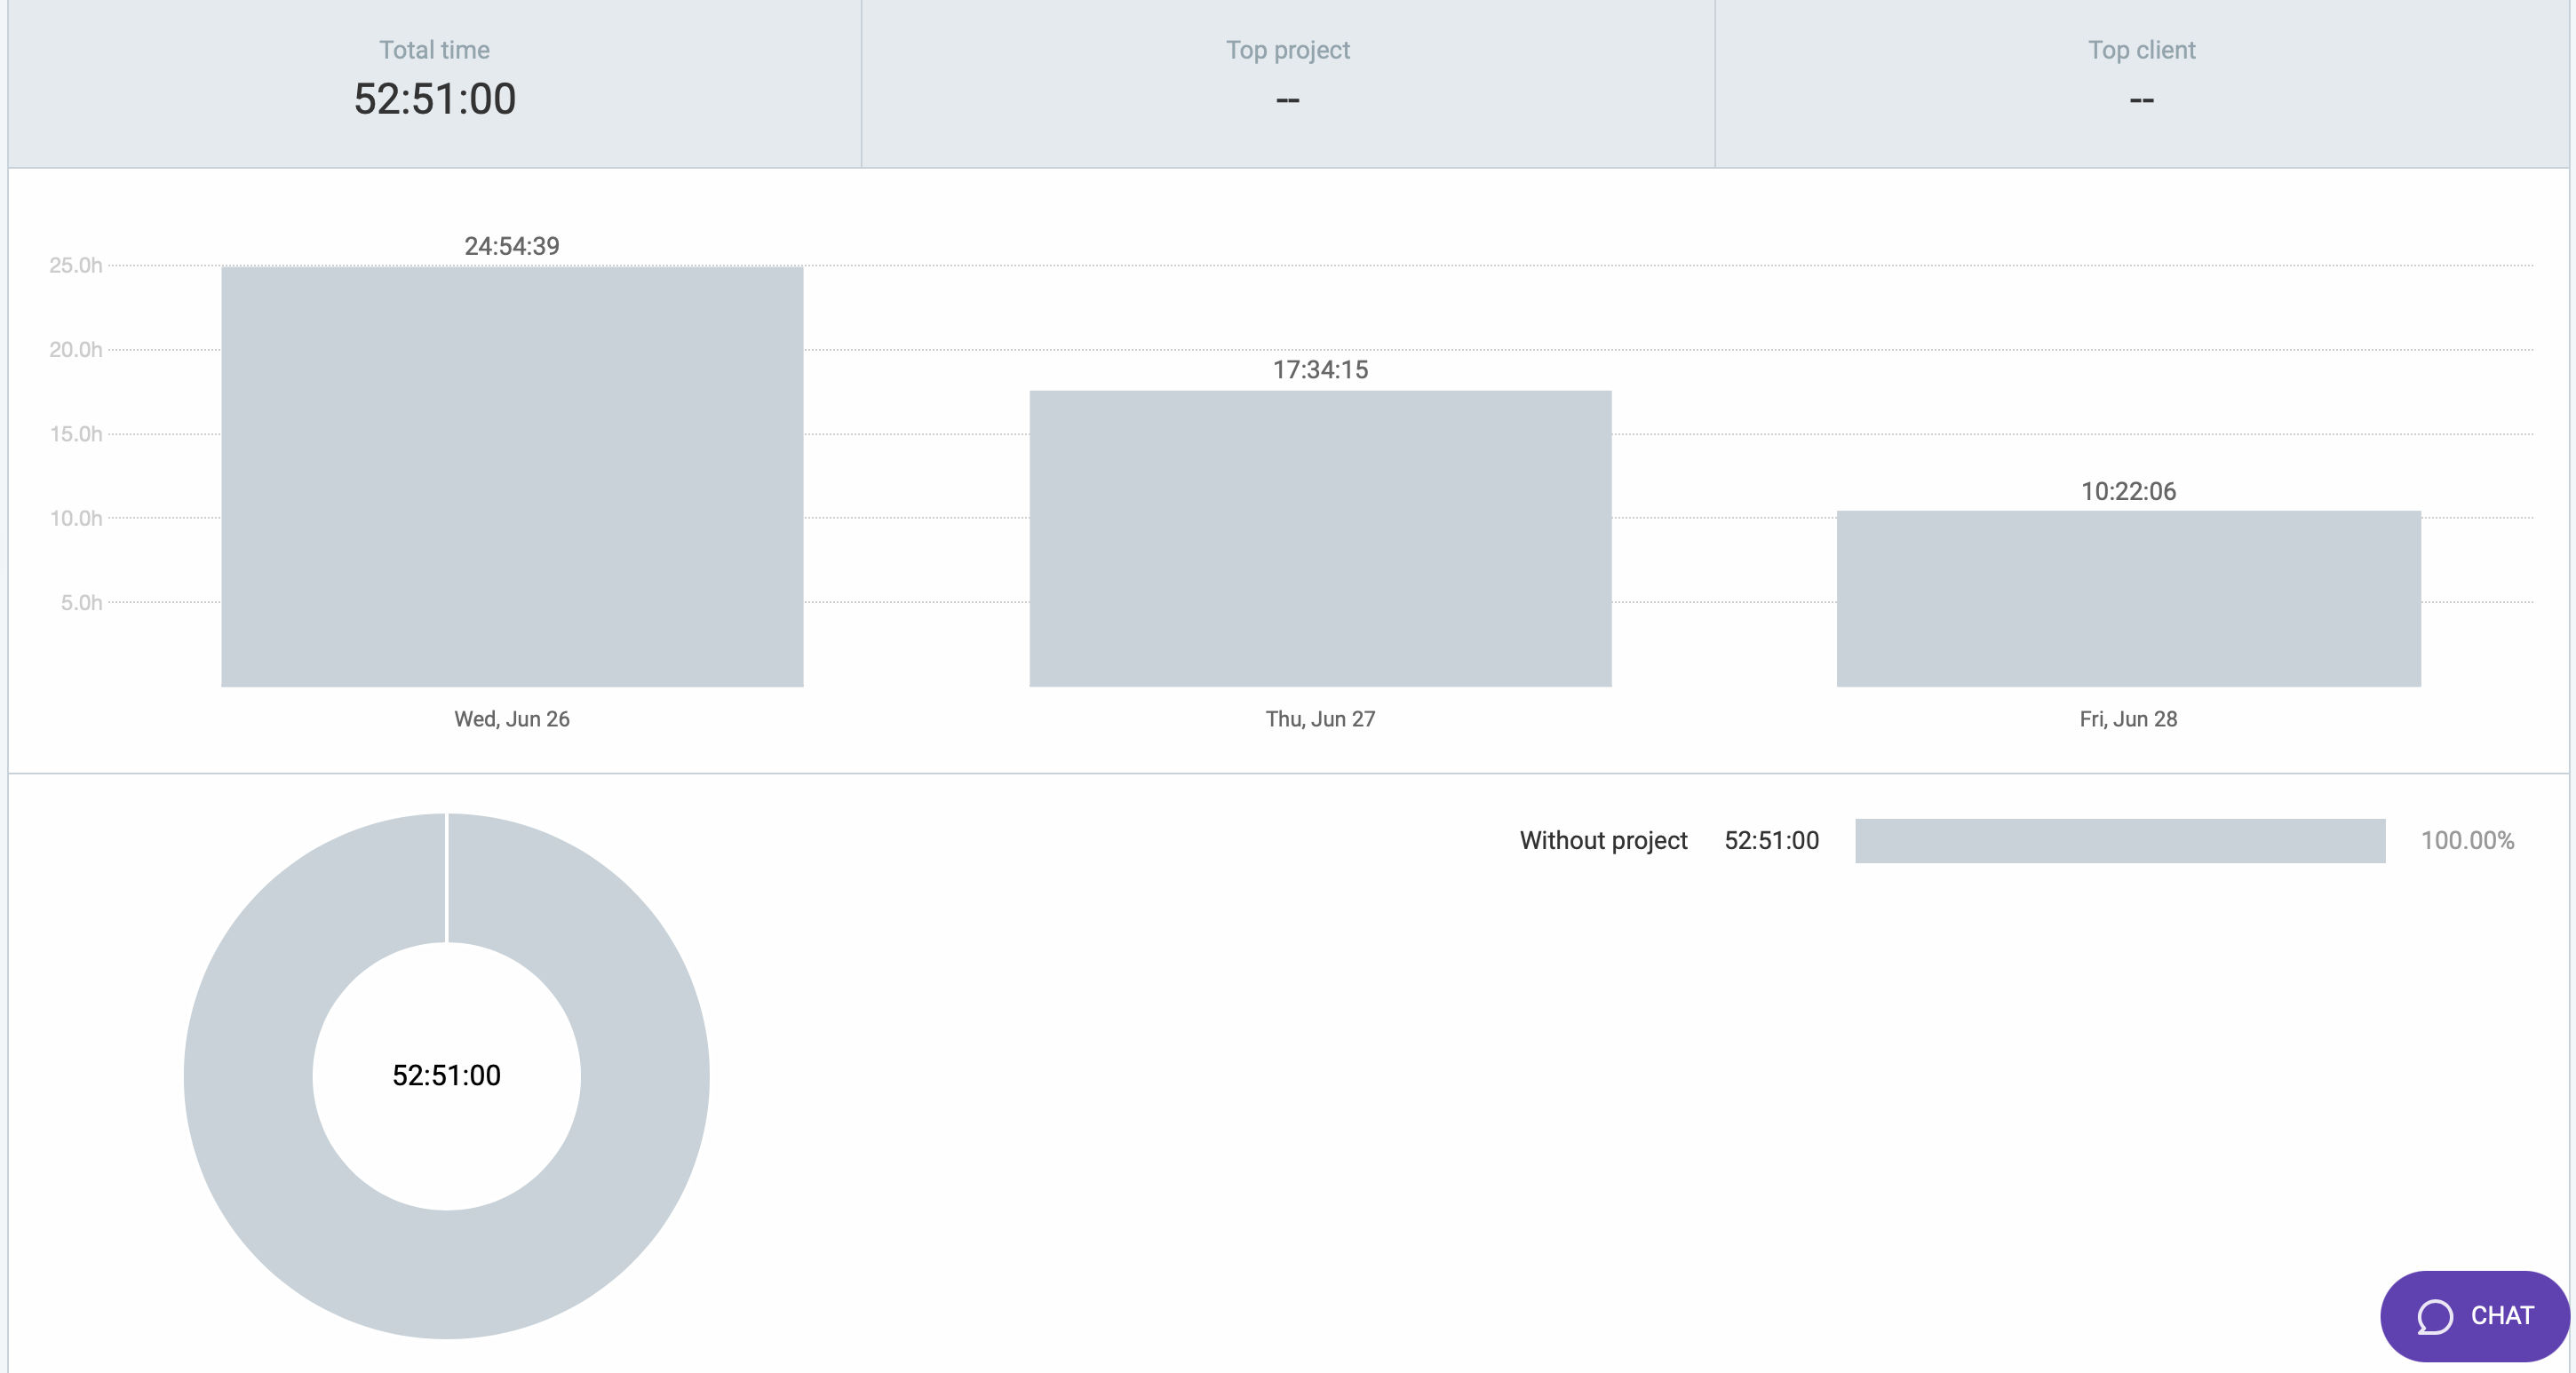 Total time
52:51:00
Top project
--
Top client
--
24:54:39
25.0h
20.0h
17:34:15
15.0h
10:22:06
10.0h
5.0h
Wed, Jun 26
Thu, Jun 27
Fri, Jun 28
Without project 52:51:00 100.00%
52:51:00
CHAT